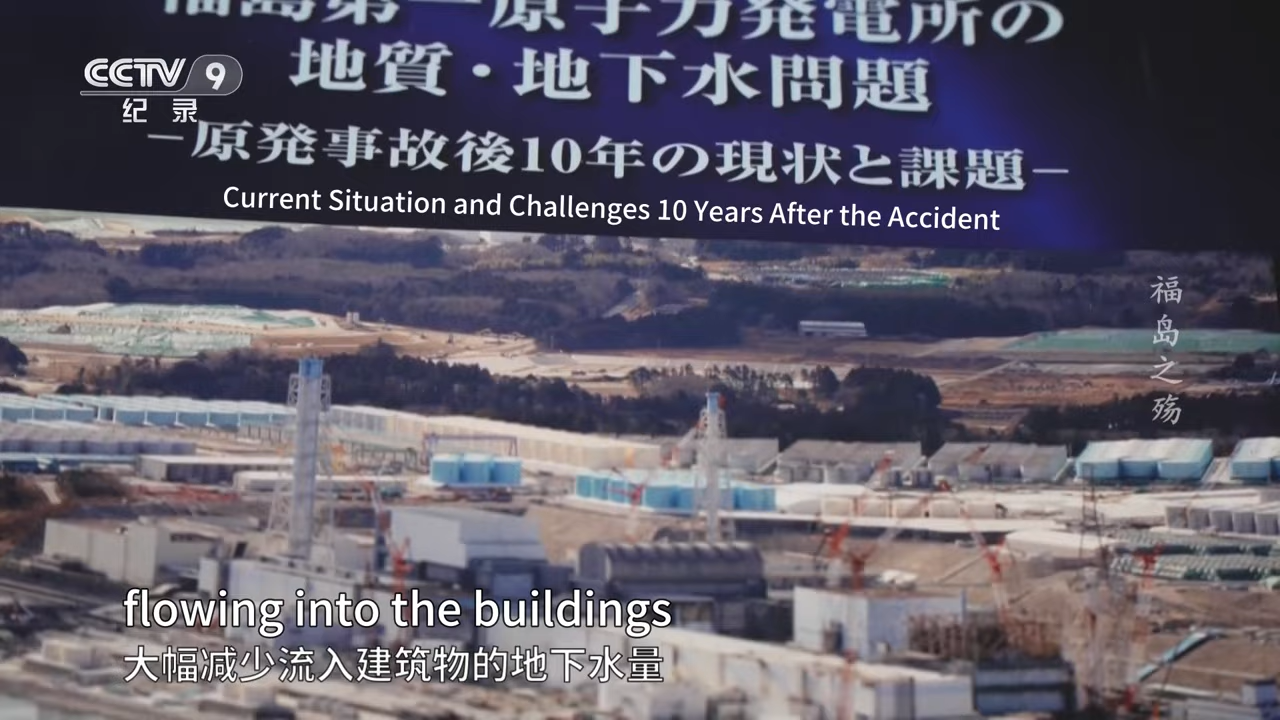 福島第一原子力発電所の
地質・地下水問題
CCTV 9
纪录
−原発事故後10年の現状と課題−
Current Situation and Challenges 10 Years After the Accident
福岛之殇
flowing into the buildings
大幅减少流入建筑物的地下水量